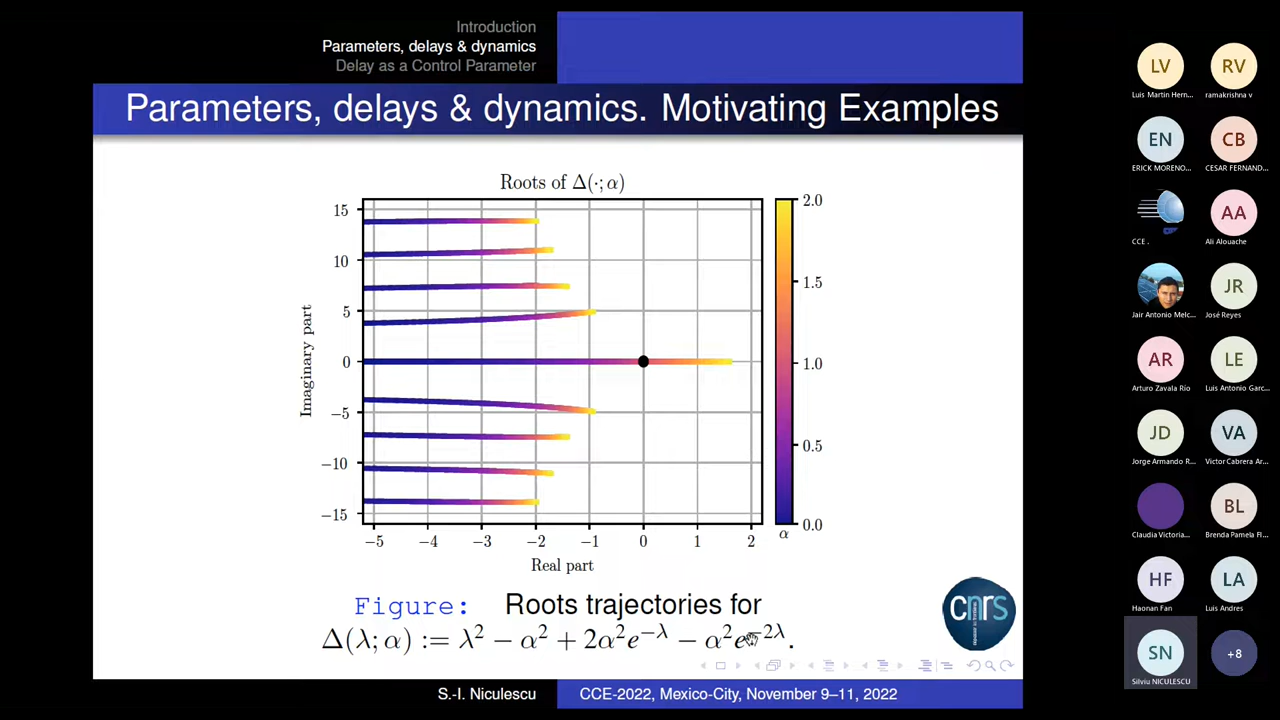 Introduction
Parameters, delays & dynamics
Delay as a Control Parameter
Parameters, delays & dynamics. Motivating Examples
Roots of Δ(·; α)
15
10
5
0
−5
−10
−15
Imaginary part
−5 −4 −3 −2 −1 0 1 2
Real part
2.0
1.5
1.0
0.5
0.0
α
Figure: Roots trajectories for
Δ(λ; α) := λ² − α² + 2α²e^{−λ} − α²e^{−2λ}.
cnrs
S.-I. Niculescu CCE-2022, Mexico-City, November 9–11, 2022
LV RV
Luis Martin Hern... ramakrishna v
EN CB
ERICK MORENO... CESAR FERNAND...
AA
CCE . Ali Alouache
JR
Jair Antonio Melc... José Reyes
AR LE
Arturo Zavala Rio Luis Antonio Garc...
JD VA
Jorge Armando R... Victor Cabrera Ar...
BL
Claudia Victoria... Brenda Pamela Fl...
HF LA
Haonan Fan Luis Andres
SN +8
Silviu NICULESCU